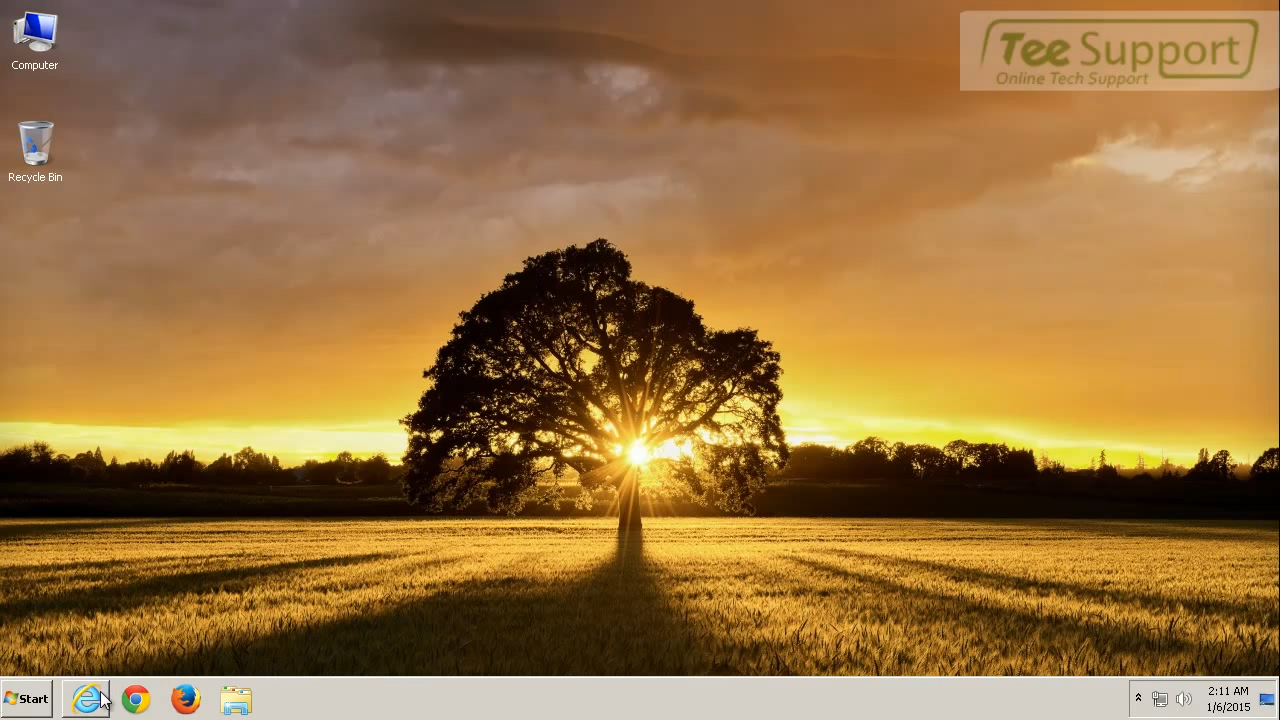 Computer
Recycle Bin
Tee Support
Online Tech Support
Start
2:11 AM
1/6/2015